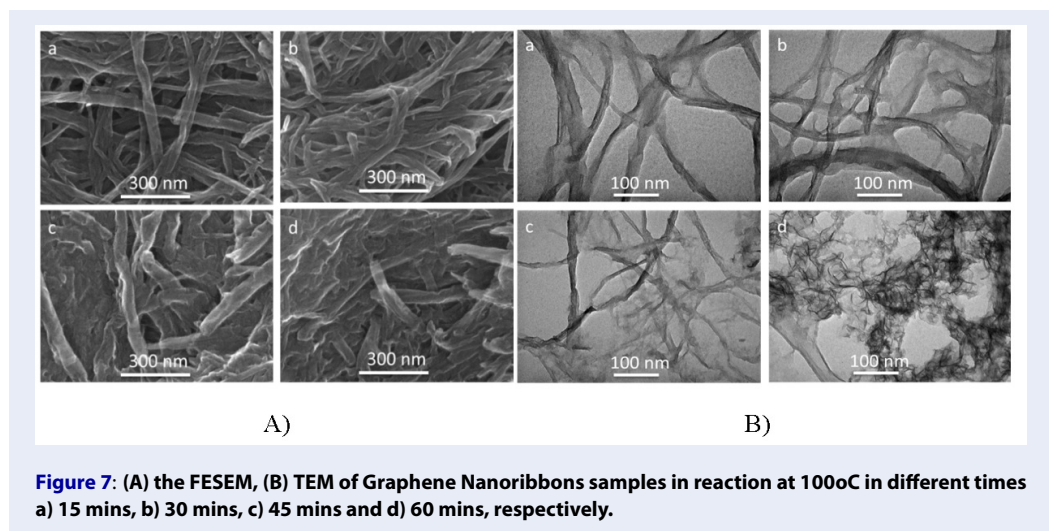 a
300 nm
b
300 nm
a
100 nm
b
100 nm
c
300 nm
d
300 nm
c
100 nm
d
100 nm
A)
B)
Figure 7: (A) the FESEM, (B) TEM of Graphene Nanoribbons samples in reaction at 100oC in different times
a) 15 mins, b) 30 mins, c) 45 mins and d) 60 mins, respectively.